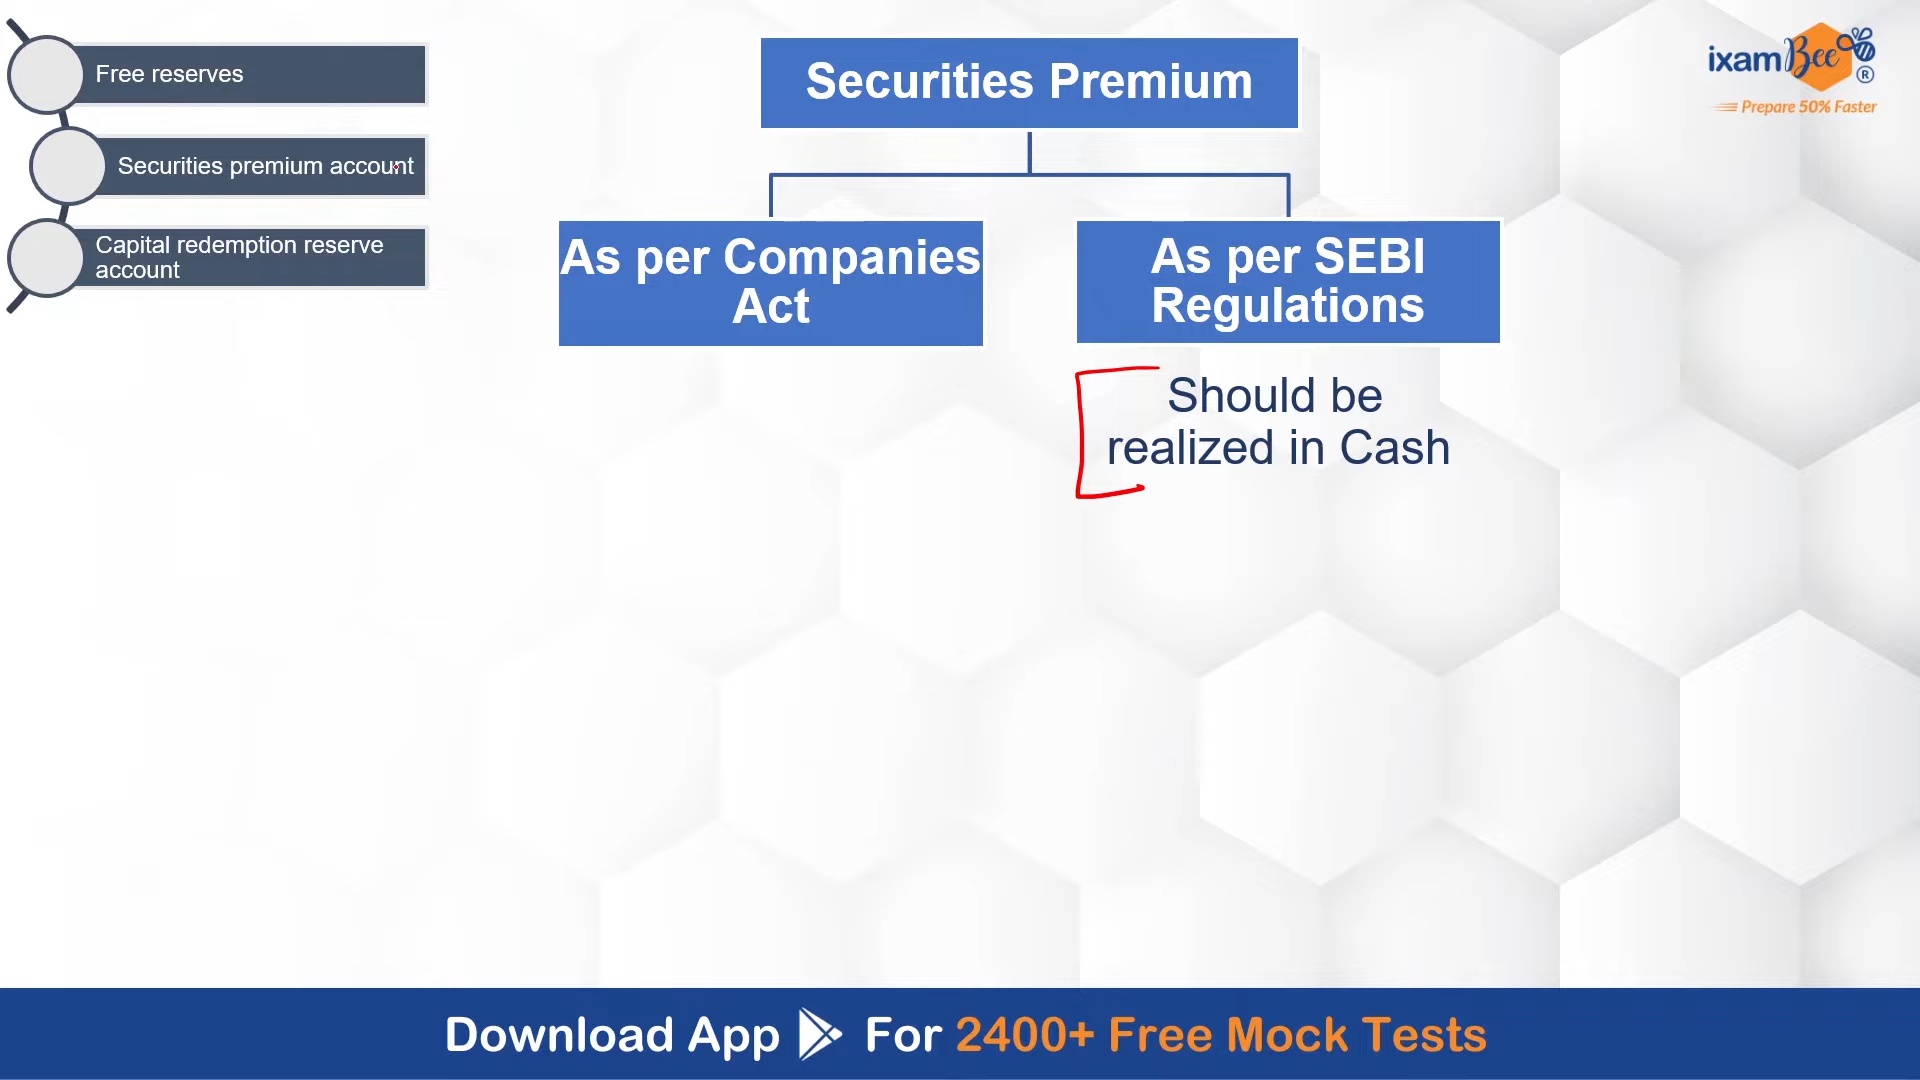 Free reserves
Securities premium account
Capital redemption reserve
account
Securities Premium
As per Companies
Act
As per SEBI
Regulations
Should be
realized in Cash
ixamBee
®
Prepare 50% Faster
Download App For 2400+ Free Mock Tests